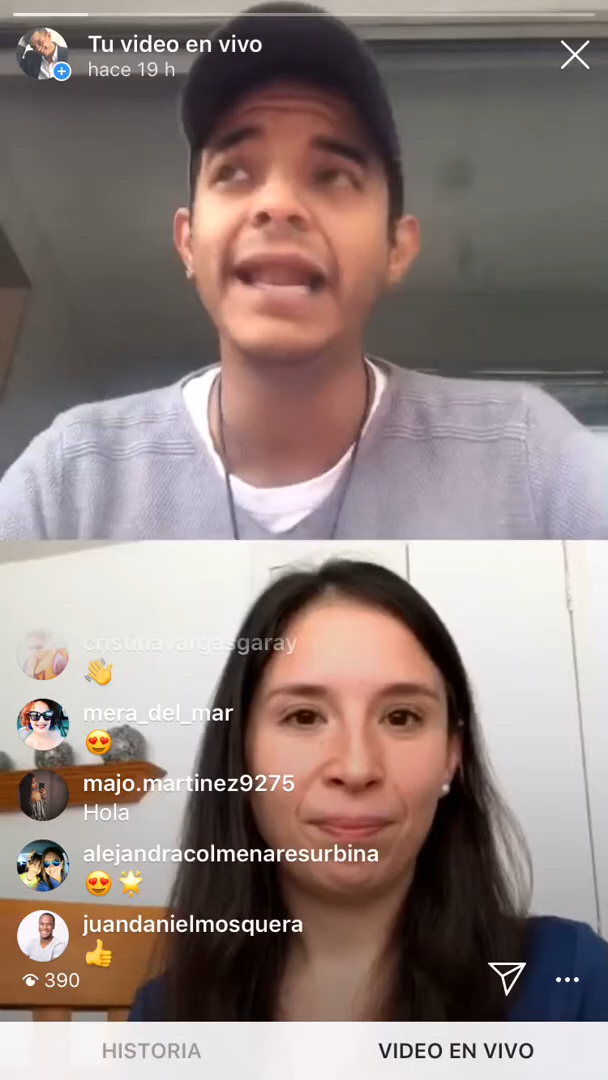 Tu video en vivo
hace 19 h
cristinavargasgaray
👋
mera_del_mar
😍
majo.martinez9275
Hola
alejandracolmenaresurbina
😍🌟
juandanielmosquera
👍
390
HISTORIA
VIDEO EN VIVO